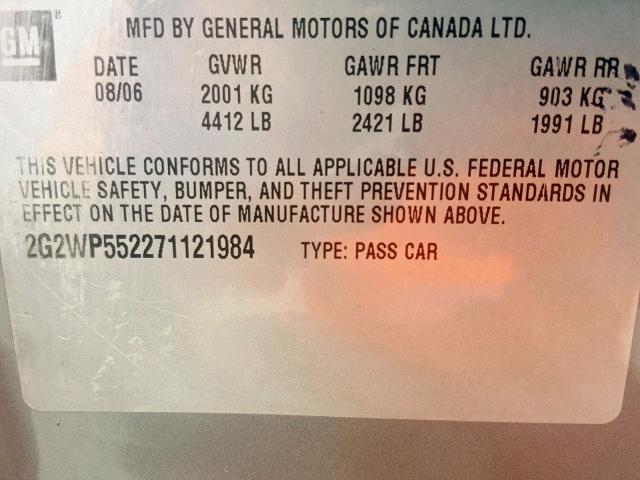 GM ®
MFD BY GENERAL MOTORS OF CANADA LTD.
DATE GVWR GAWR FRT GAWR RR
08/06 2001 KG 1098 KG 903 KG
4412 LB 2421 LB 1991 LB
THIS VEHICLE CONFORMS TO ALL APPLICABLE U.S. FEDERAL MOTOR
VEHICLE SAFETY, BUMPER, AND THEFT PREVENTION STANDARDS IN
EFFECT ON THE DATE OF MANUFACTURE SHOWN ABOVE.
2G2WP552271121984 TYPE: PASS CAR